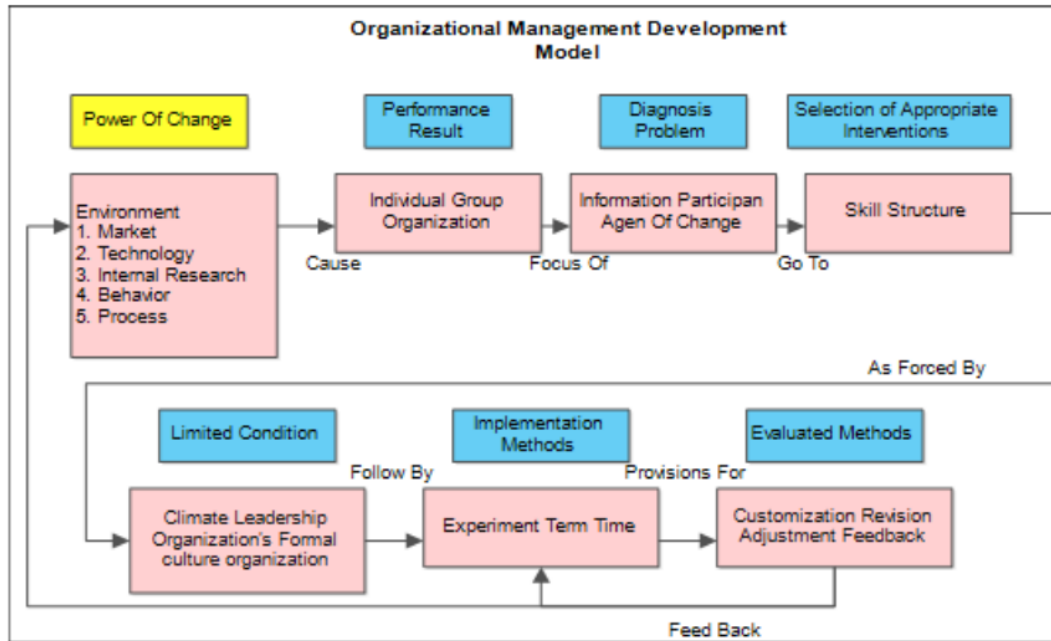 Organizational Management Development
Model
Power Of Change
Performance
Result
Diagnosis
Problem
Selection of Appropriate
Interventions
Environment
1. Market
2. Technology
3. Internal Research
4. Behavior
5. Process
Cause
Individual Group
Organization
Focus Of
Information Participan
Agen Of Change
Go To
Skill Structure
As Forced By
Limited Condition
Implementation
Methods
Evaluated Methods
Climate Leadership
Organization's Formal
culture organization
Follow By
Experiment Term Time
Provisions For
Customization Revision
Adjustment Feedback
Feed Back